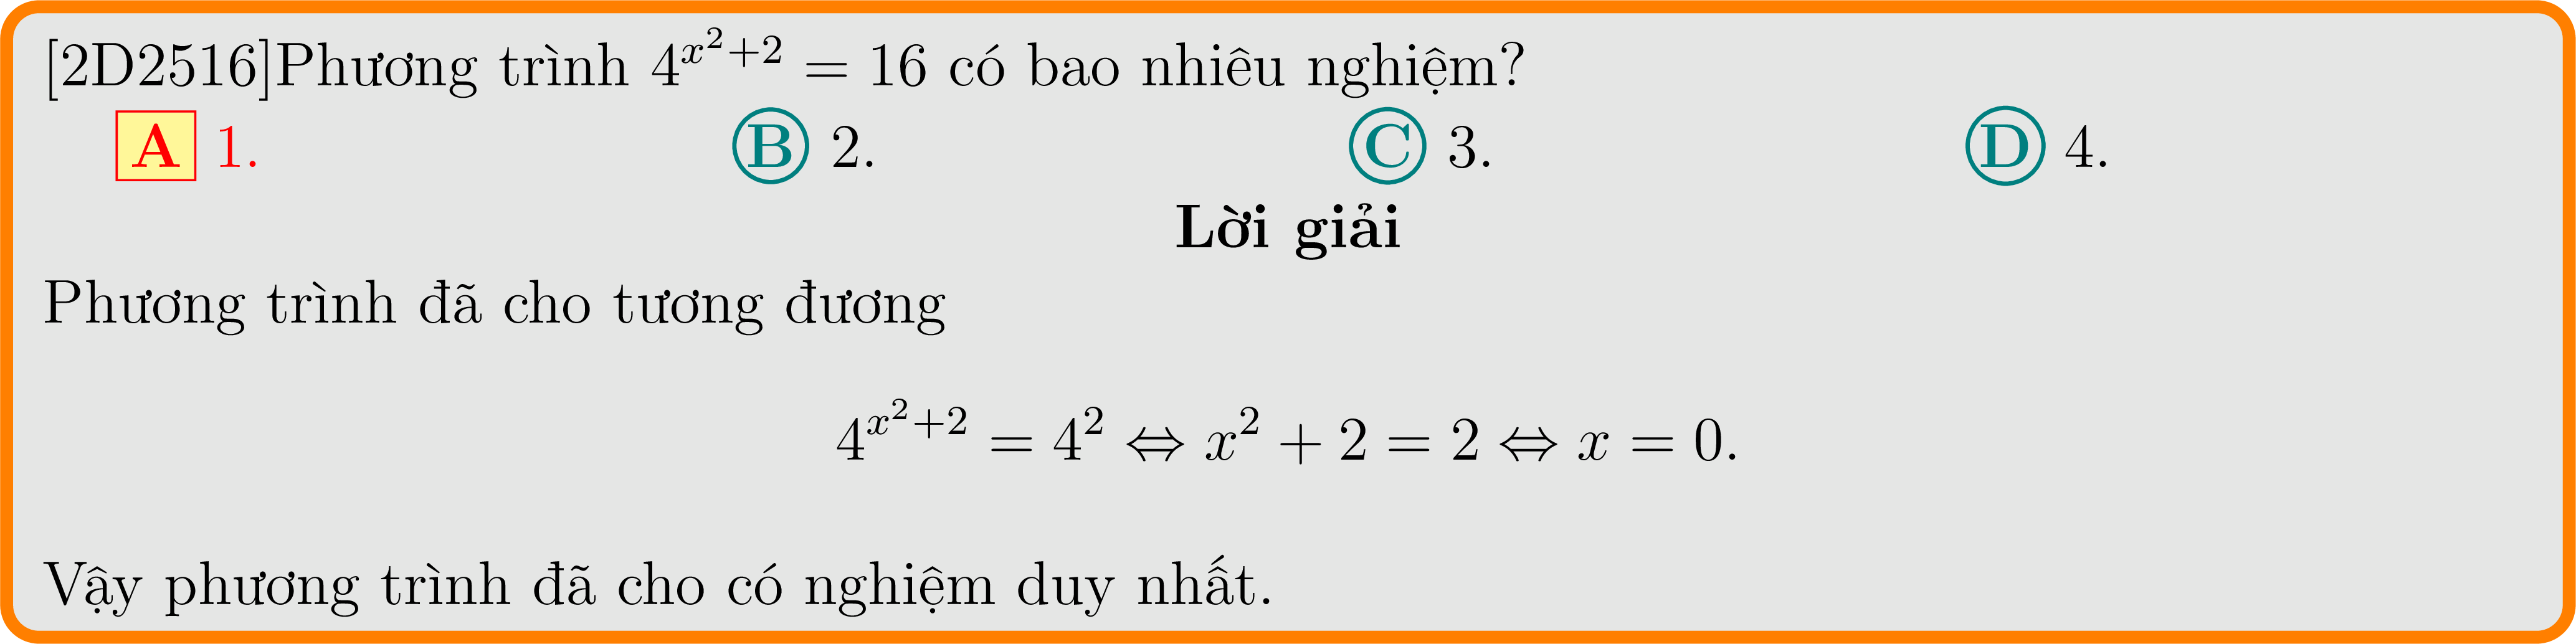 [2D2516]Phương trình $4^{x^2+2} = 16$ có bao nhiêu nghiệm?
A 1. B 2. C 3. D 4.
Lời giải
Phương trình đã cho tương đương
$4^{x^2+2} = 4^2 \Leftrightarrow x^2 + 2 = 2 \Leftrightarrow x = 0.$
Vậy phương trình đã cho có nghiệm duy nhất.